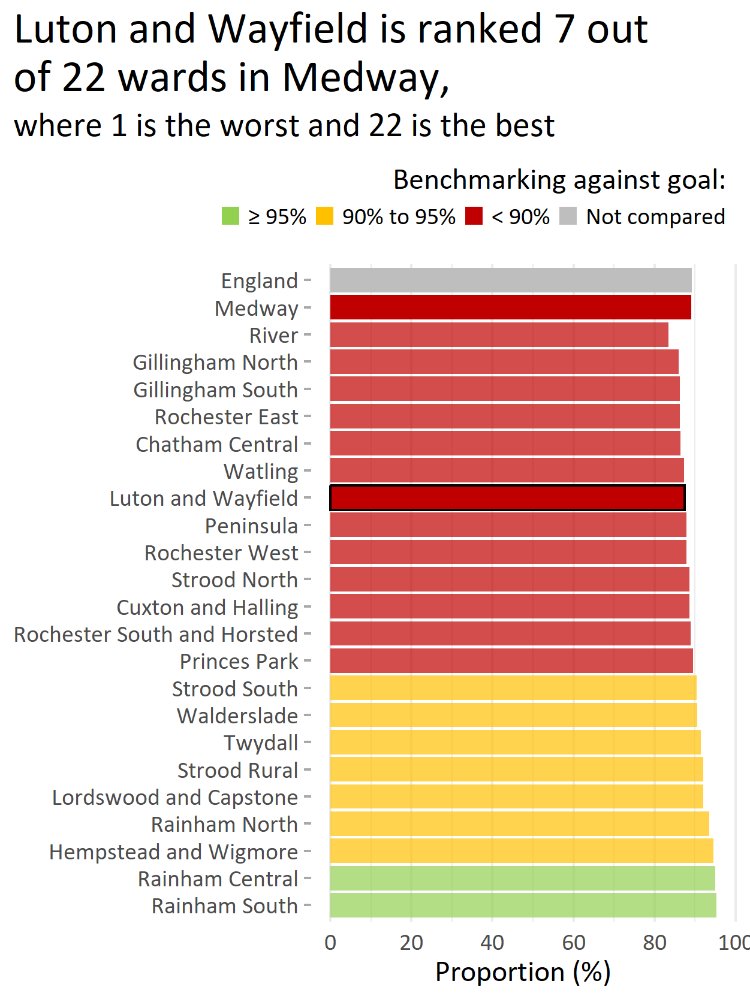 Luton and Wayfield is ranked 7 out
of 22 wards in Medway,
where 1 is the worst and 22 is the best
Benchmarking against goal:
≥ 95% 90% to 95% < 90% Not compared
England
Medway
River
Gillingham North
Gillingham South
Rochester East
Chatham Central
Watling
Luton and Wayfield
Peninsula
Rochester West
Strood North
Cuxton and Halling
Rochester South and Horsted
Princes Park
Strood South
Walderslade
Twydall
Strood Rural
Lordswood and Capstone
Rainham North
Hempstead and Wigmore
Rainham Central
Rainham South
0 20 40 60 80 100
Proportion (%)